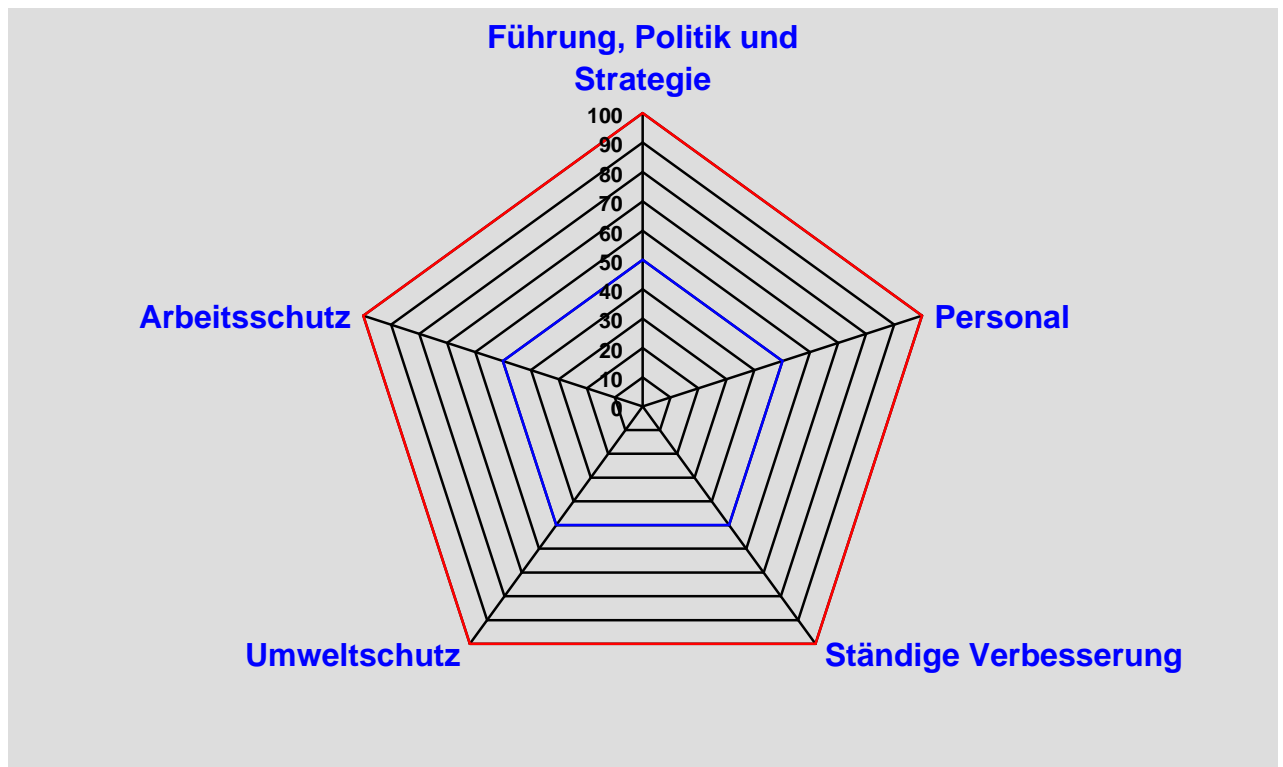 Führung, Politik und
Strategie
100
90
80
70
60
50
40
30
20
10
0
Arbeitsschutz
Personal
Umweltschutz
Ständige Verbesserung